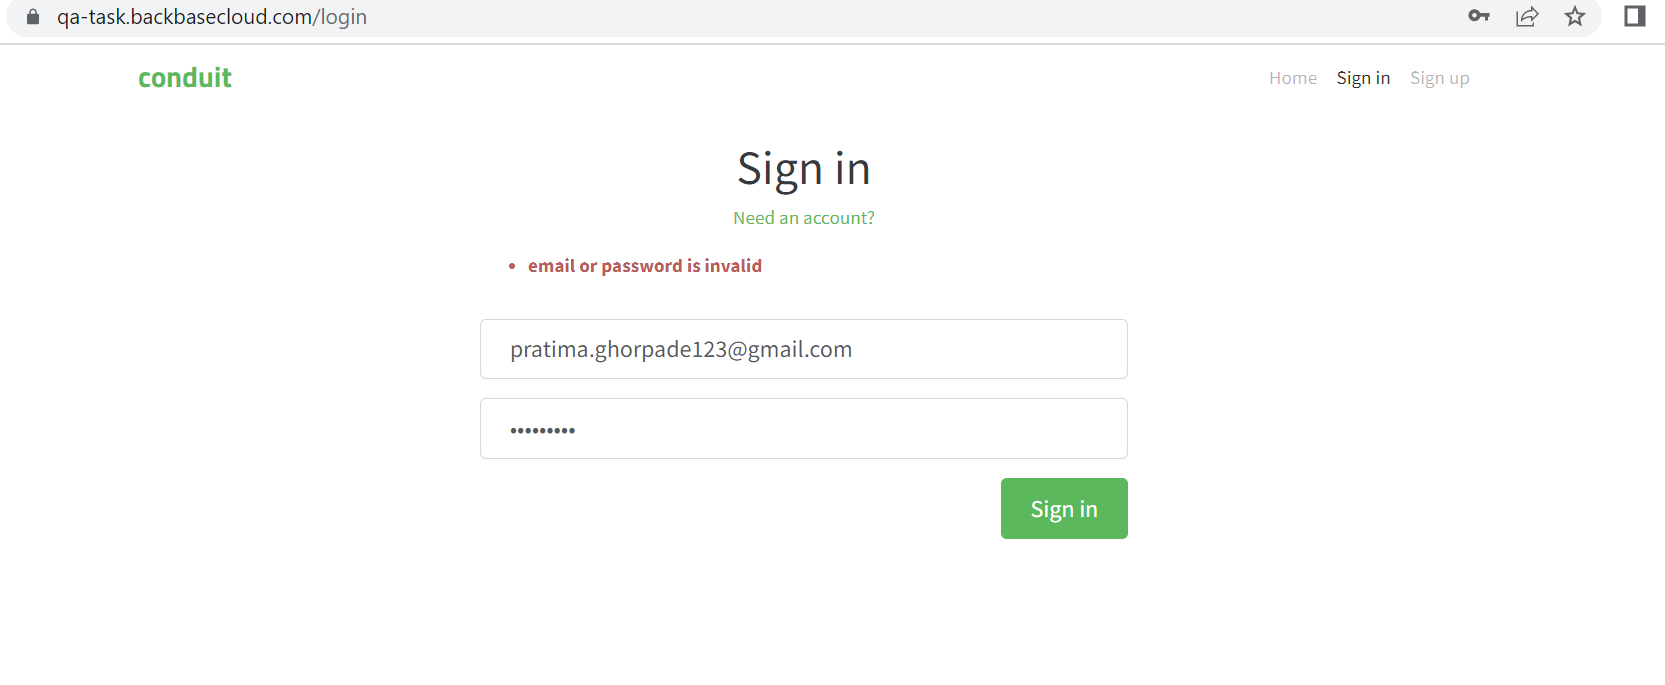 qa-task.backbasecloud.com/login
conduit
Home Sign in Sign up
Sign in
Need an account?
• email or password is invalid
pratima.ghorpade123@gmail.com
•••••••••
Sign in